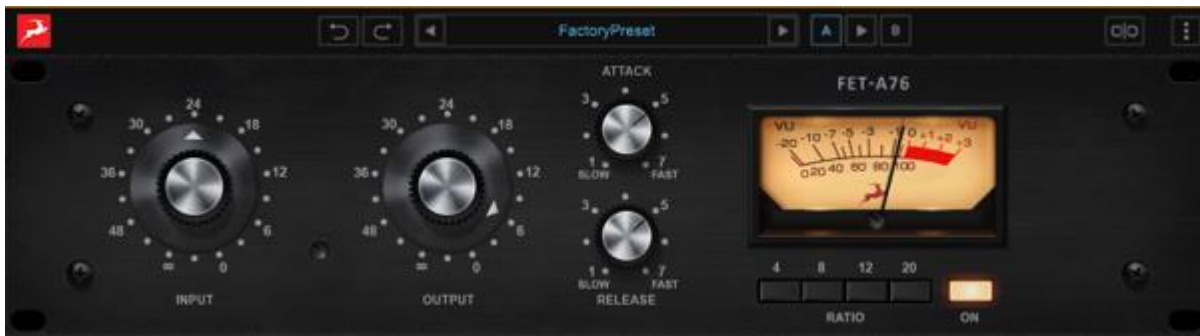 FactoryPreset
A
B
ATTACK
3 5
1 7
SLOW FAST
FET-A76
24
30 18
36 12
48 6
∞ 0
INPUT
24
30 18
36 12
48 6
∞ 0
OUTPUT
3 5
1 7
SLOW FAST
RELEASE
VU VU
-20 -10 -7 -5 -3 -1 0 +1 +2 +3
0 20 40 60 80 100
4 8 12 20
RATIO
ON